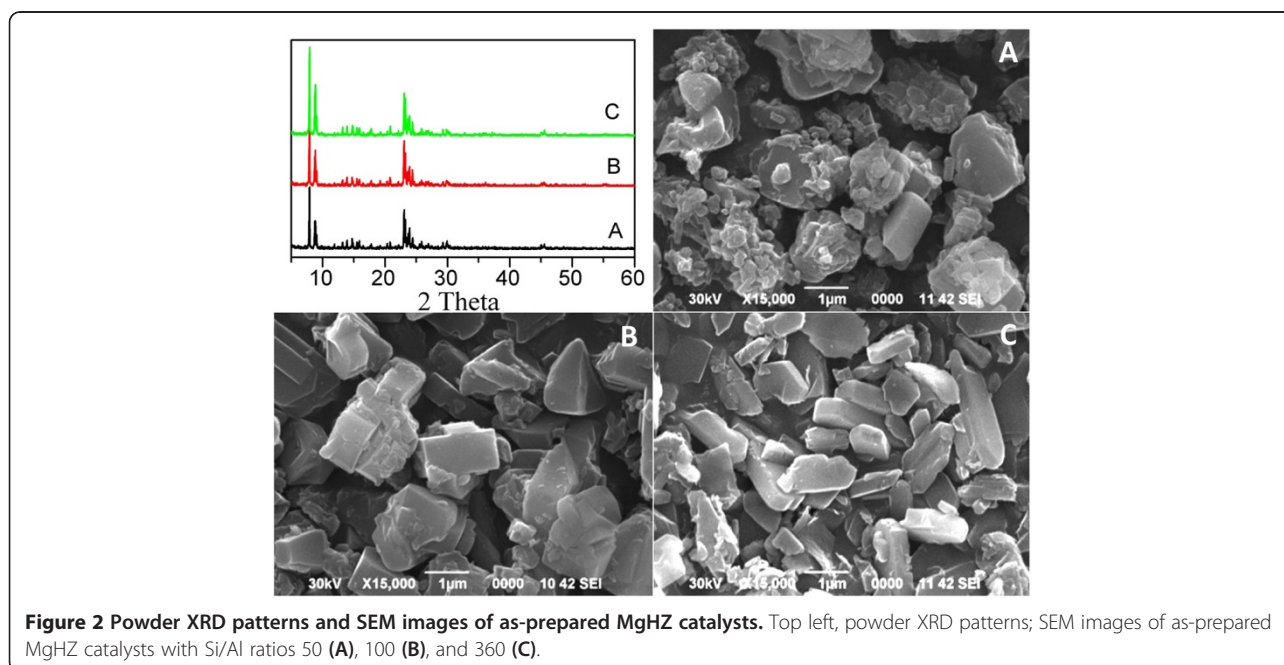 C
B
A
10 20 30 40 50 60
2 Theta
A
30kV X15,000 1μm 0000 11 42 SEI
B
30kV X15,000 1μm 0000 10 42 SEI
C
30kV X15,000 1μm 0000 11 42 SEI
Figure 2 Powder XRD patterns and SEM images of as-prepared MgHZ catalysts. Top left, powder XRD patterns; SEM images of as-prepared
MgHZ catalysts with Si/Al ratios 50 (A), 100 (B), and 360 (C).